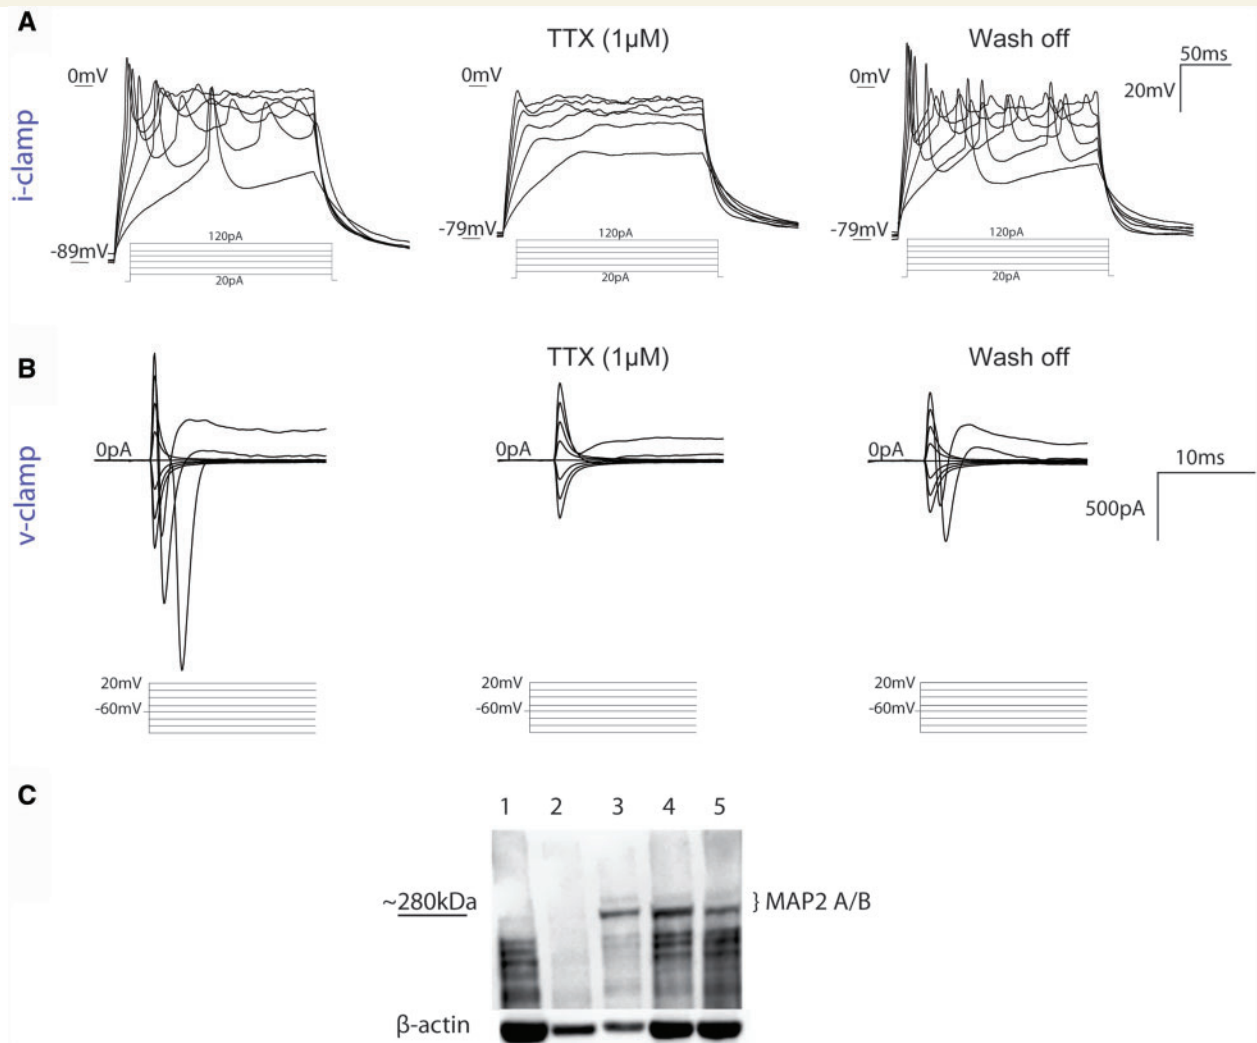 A
i-clamp
TTX (1µM)
Wash off
50ms
20mV
0mV
0mV
0mV
-89mV
-79mV
-79mV
120pA
120pA
120pA
20pA
20pA
20pA
B
v-clamp
TTX (1µM)
Wash off
0pA
0pA
0pA
10ms
500pA
20mV
20mV
20mV
-60mV
-60mV
-60mV
C
1 2 3 4 5
~280kDa
} MAP2 A/B
β-actin